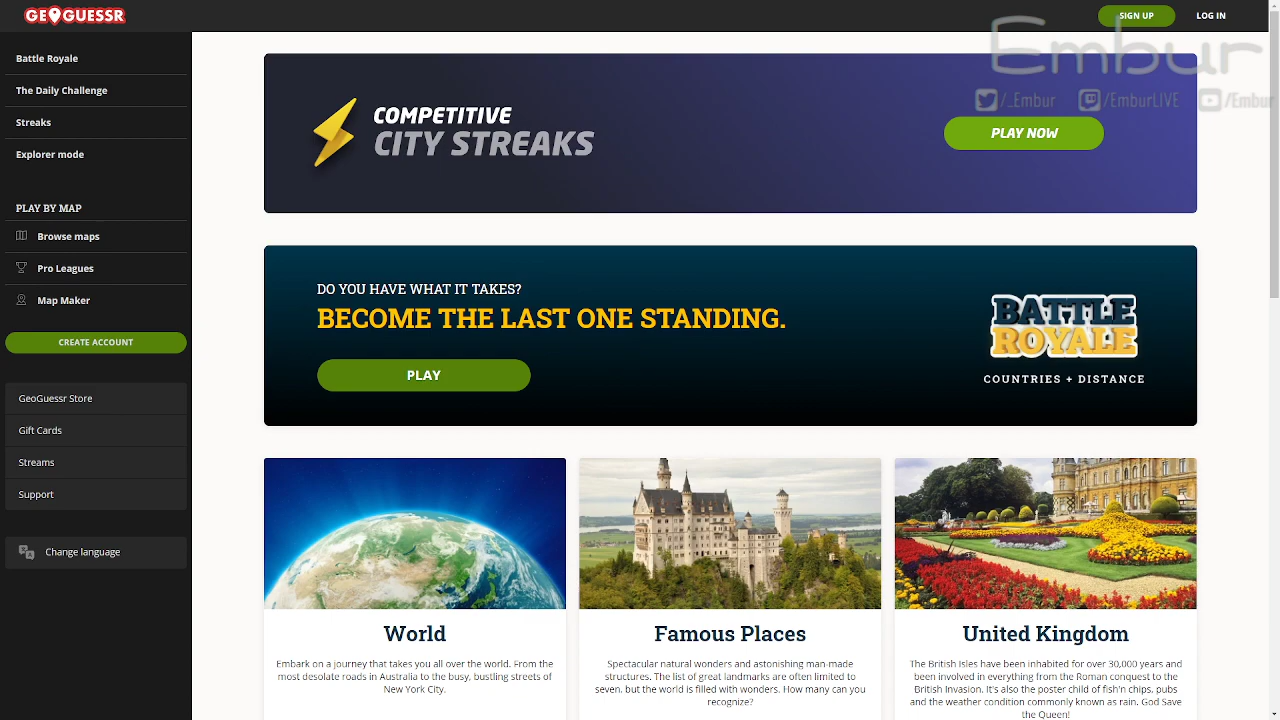 GEOGUESSR
SIGN UP
LOG IN
Embur
/_Embur
/EmburLIVE
/Embur
Battle Royale
The Daily Challenge
Streaks
Explorer mode
PLAY BY MAP
Browse maps
Pro Leagues
Map Maker
CREATE ACCOUNT
GeoGuessr Store
Gift Cards
Streams
Support
Change language
COMPETITIVE
CITY STREAKS
PLAY NOW
DO YOU HAVE WHAT IT TAKES?
BECOME THE LAST ONE STANDING.
PLAY
BATTLE
ROYALE
COUNTRIES + DISTANCE
World
Embark on a journey that takes you all over the world. From the
most desolate roads in Australia to the busy, bustling streets of
New York City.
Famous Places
Spectacular natural wonders and astonishing man-made
structures. The list of great landmarks are often limited to
seven, but the world is filled with wonders. How many can you
recognize?
United Kingdom
The British Isles have been inhabited for over 30,000 years and
been involved in everything from the Roman conquest to the
British Invasion. It's also the poster child of fish'n chips, pubs
and the weather condition commonly known as rain. God Save
the Queen!